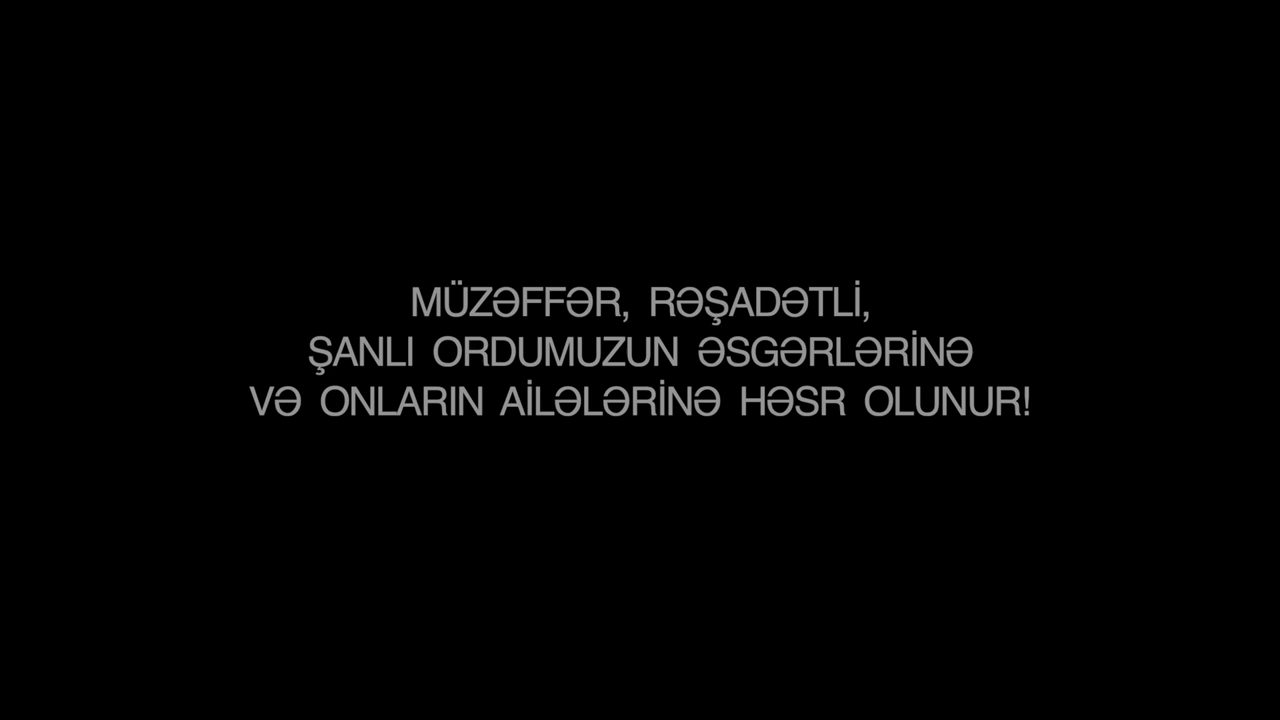 MÜZƏFFƏR, RƏŞADƏTLİ,
ŞANLI ORDUMUZUN ƏSGƏRLƏRİNƏ
VƏ ONLARIN AİLƏLƏRİNƏ HƏSR OLUNUR!